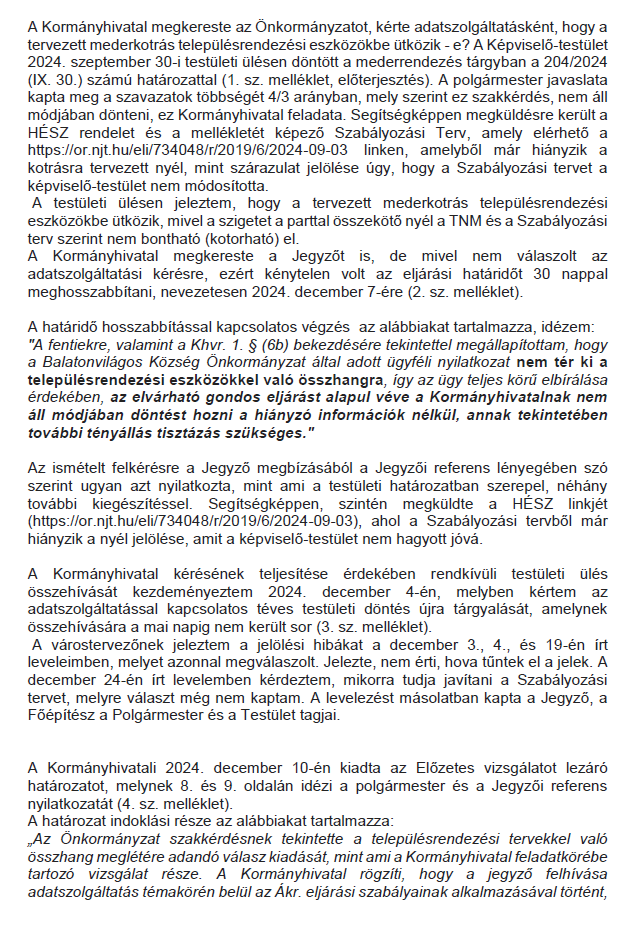 A Kormányhivatal megkereste az Önkormányzatot, kérte adatszolgáltatásként, hogy a
tervezett mederkotrás településrendezési eszközökbe ütközik - e? A Képviselő-testület
2024. szeptember 30-i testületi ülésen döntött a mederrendezés tárgyban a 204/2024
(IX. 30.) számú határozattal (1. sz. melléklet, előterjesztés). A polgármester javaslata
kapta meg a szavazatok többségét 4/3 arányban, mely szerint ez szakkérdés, nem áll
módjában dönteni, ez Kormányhivatal feladata. Segítségképpen megküldésre került a
HÉSZ rendelet és a mellékletét képező Szabályozási Terv, amely elérhető a
https://or.njt.hu/eli/734048/r/2019/6/2024-09-03 linken, amelyből már hiányzik a
kotrásra tervezett nyél, mint szárazulat jelölése úgy, hogy a Szabályozási tervet a
képviselő-testület nem módosította.
A testületi ülésen jeleztem, hogy a tervezett mederkotrás településrendezési
eszközökbe ütközik, mivel a szigetet a parttal összekötő nyél a TNM és a Szabályozási
terv szerint nem bontható (kotorható) el.
A Kormányhivatal megkereste a Jegyzőt is, de mivel nem válaszolt az
adatszolgáltatási kérésre, ezért kénytelen volt az eljárási határidőt 30 nappal
meghosszabbítani, nevezetesen 2024. december 7-ére (2. sz. melléklet).
A határidő hosszabbítással kapcsolatos végzés az alábbiakat tartalmazza, idézem:
"A fentiekre, valamint a Khvr. 1. § (6b) bekezdésére tekintettel megállapítottam, hogy
a Balatonvilágos Község Önkormányzat által adott ügyféli nyilatkozat nem tér ki a
településrendezési eszközökkel való összhangra, így az ügy teljes körű elbírálása
érdekében, az elvárható gondos eljárást alapul véve a Kormányhivatalnak nem
áll módjában döntést hozni a hiányzó információk nélkül, annak tekintetében
további tényállás tisztázás szükséges."
Az ismételt felkérésre a Jegyző megbízásából a Jegyzői referens lényegében szó
szerint ugyan azt nyilatkozta, mint ami a testületi határozatban szerepel, néhány
további kiegészítéssel. Segítségképpen, szintén megküldte a HÉSZ linkjét
(https://or.njt.hu/eli/734048/r/2019/6/2024-09-03), ahol a Szabályozási tervből már
hiányzik a nyél jelölése, amit a képviselő-testület nem hagyott jóvá.
A Kormányhivatal kérésének teljesítése érdekében rendkívüli testületi ülés
összehívását kezdeményeztem 2024. december 4-én, melyben kértem az
adatszolgáltatással kapcsolatos téves testületi döntés újra tárgyalását, amelynek
összehívására a mai napig nem került sor (3. sz. melléklet).
A várostervezőnek jeleztem a jelölési hibákat a december 3., 4., és 19-én írt
leveleimben, melyet azonnal megválaszolt. Jelezte, nem érti, hova tűntek el a jelek. A
december 24-én írt levelemben kérdeztem, mikorra tudja javítani a Szabályozási
tervet, melyre választ még nem kaptam. A levelezést másolatban kapta a Jegyző, a
Főépítész a Polgármester és a Testület tagjai.
A Kormányhivatali 2024. december 10-én kiadta az Előzetes vizsgálatot lezáró
határozatot, melynek 8. és 9. oldalán idézi a polgármester és a Jegyzői referens
nyilatkozatát (4. sz. melléklet).
A határozat indoklási része az alábbiakat tartalmazza:
„Az Önkormányzat szakkérdésnek tekintette a településrendezési tervekkel való
összhang meglétére adandó válasz kiadását, mint ami a Kormányhivatal feladatkörébe
tartozó vizsgálat része. A Kormányhivatal rögzíti, hogy a jegyző felhívása
adatszolgáltatás témakörén belül az Ákr. eljárási szabályainak alkalmazásával történt,